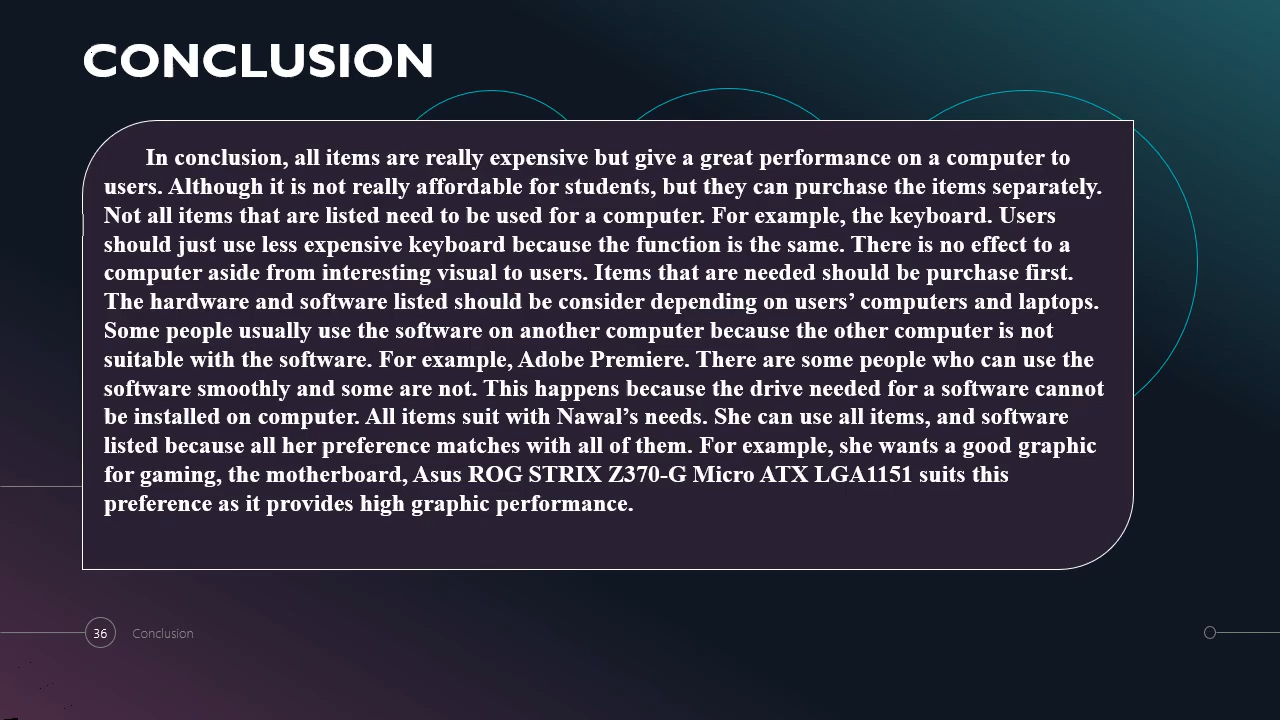 CONCLUSION
In conclusion, all items are really expensive but give a great performance on a computer to
users. Although it is not really affordable for students, but they can purchase the items separately.
Not all items that are listed need to be used for a computer. For example, the keyboard. Users
should just use less expensive keyboard because the function is the same. There is no effect to a
computer aside from interesting visual to users. Items that are needed should be purchase first.
The hardware and software listed should be consider depending on users’ computers and laptops.
Some people usually use the software on another computer because the other computer is not
suitable with the software. For example, Adobe Premiere. There are some people who can use the
software smoothly and some are not. This happens because the drive needed for a software cannot
be installed on computer. All items suit with Nawal’s needs. She can use all items, and software
listed because all her preference matches with all of them. For example, she wants a good graphic
for gaming, the motherboard, Asus ROG STRIX Z370-G Micro ATX LGA1151 suits this
preference as it provides high graphic performance.
36
Conclusion